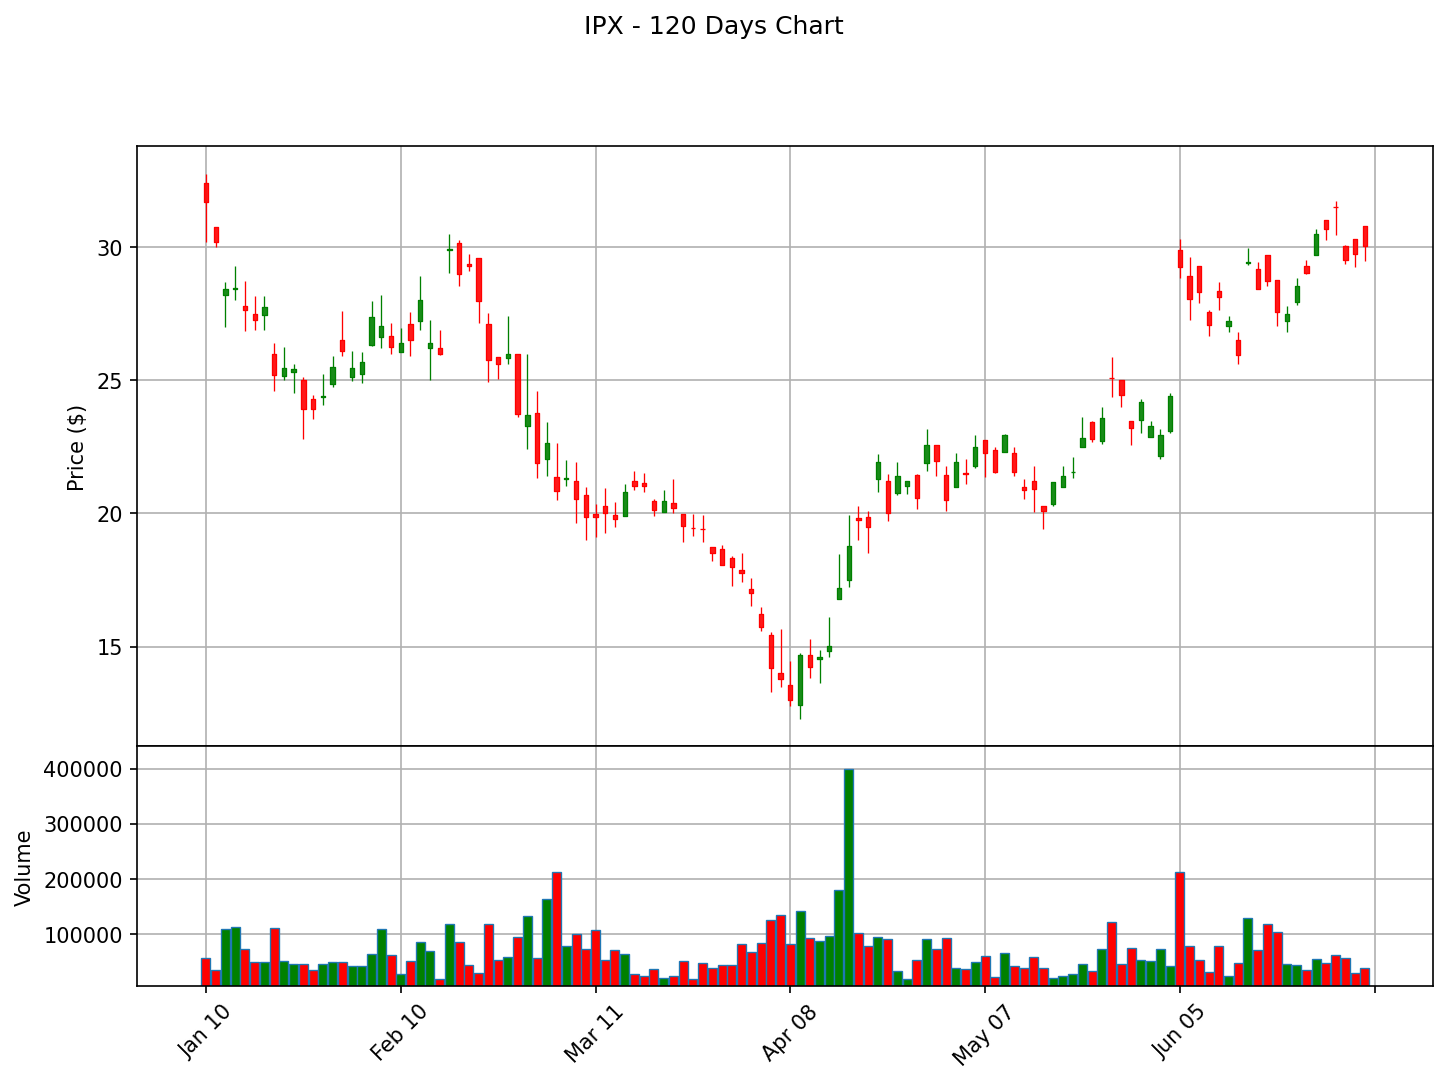 IPX - 120 Days Chart
Price ($)
30
25
20
15
Volume
400000
300000
200000
100000
Jan 10
Feb 10
Mar 11
Apr 08
May 07
Jun 05